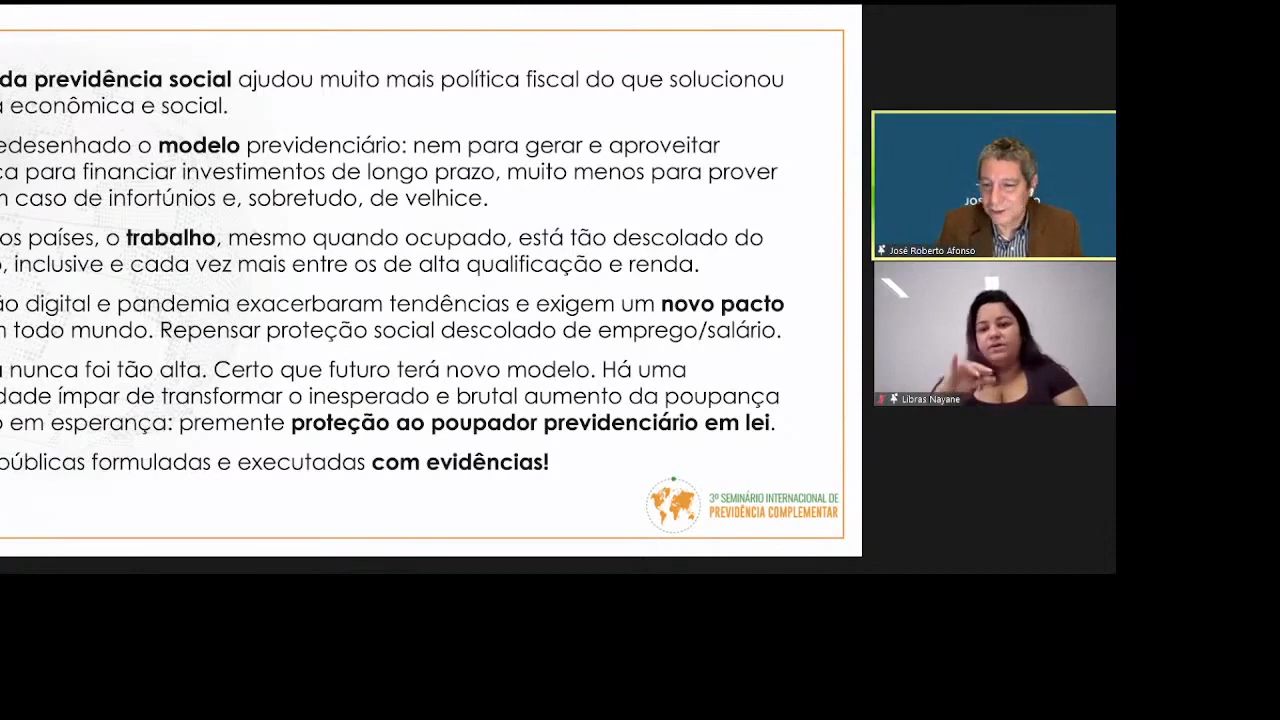 da previdência social ajudou muito mais política fiscal do que solucionou
a econômica e social.
edesenhado o modelo previdenciário: nem para gerar e aproveitar
ça para financiar investimentos de longo prazo, muito menos para prover
m caso de infortúnios e, sobretudo, de velhice.
os países, o trabalho, mesmo quando ocupado, está tão descolado do
o, inclusive e cada vez mais entre os de alta qualificação e renda.
ão digital e pandemia exacerbaram tendências e exigem um novo pacto
m todo mundo. Repensar proteção social descolado de emprego/salário.
a nunca foi tão alta. Certo que futuro terá novo modelo. Há uma
dade ímpar de transformar o inesperado e brutal aumento da poupança
o em esperança: premente proteção ao poupador previdenciário em lei.
públicas formuladas e executadas com evidências!
3º SEMINÁRIO INTERNACIONAL DE
PREVIDÊNCIA COMPLEMENTAR
José Roberto Afonso
Libras Nayane